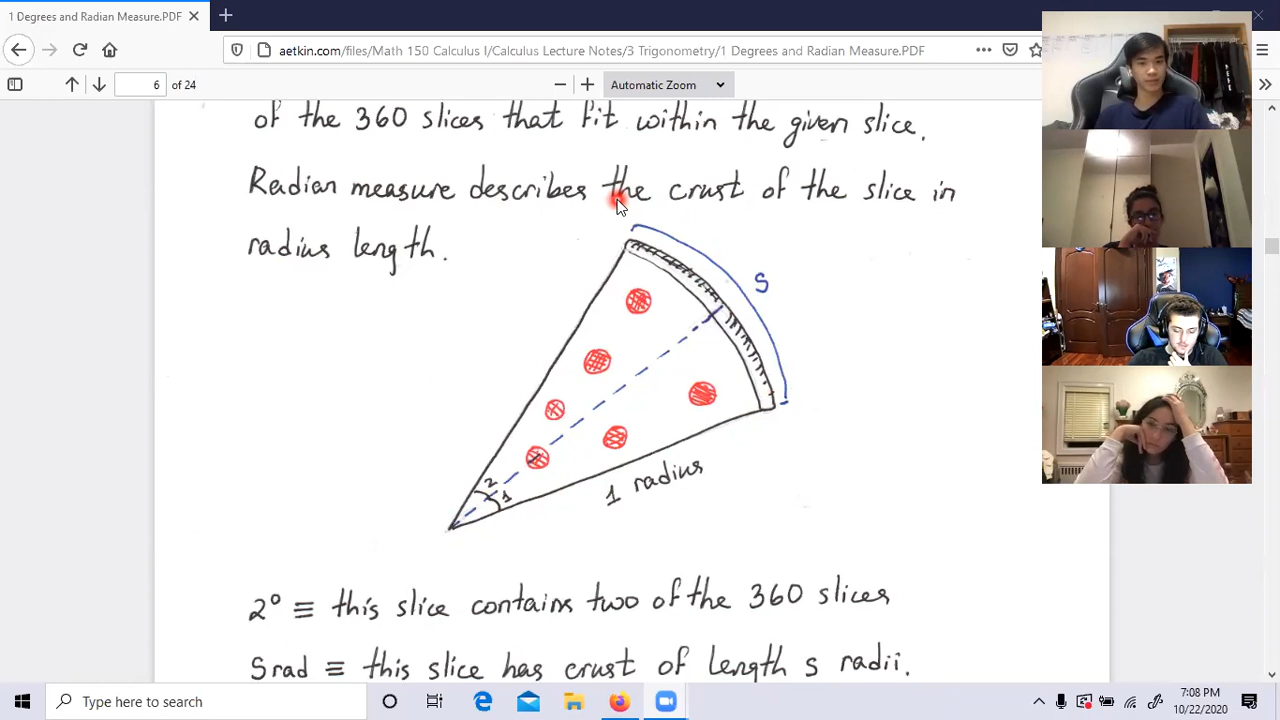 1 Degrees and Radian Measure.PDF
aetkin.com/
Math 150 Calculus I/Calculus Lecture Notes/3 Trigonometry/1 Degrees and Radian Measure.PDF
6 of 24
Automatic Zoom
of the 360 slices that fit within the given slice.
Radian measure describes the crust of the slice in
radius length.
S
2
1
1 radius
2° ≡ this slice contains two of the 360 slices
S rad ≡ this slice has crust of length s radii.
Type here to search
7:08 PM
10/22/2020